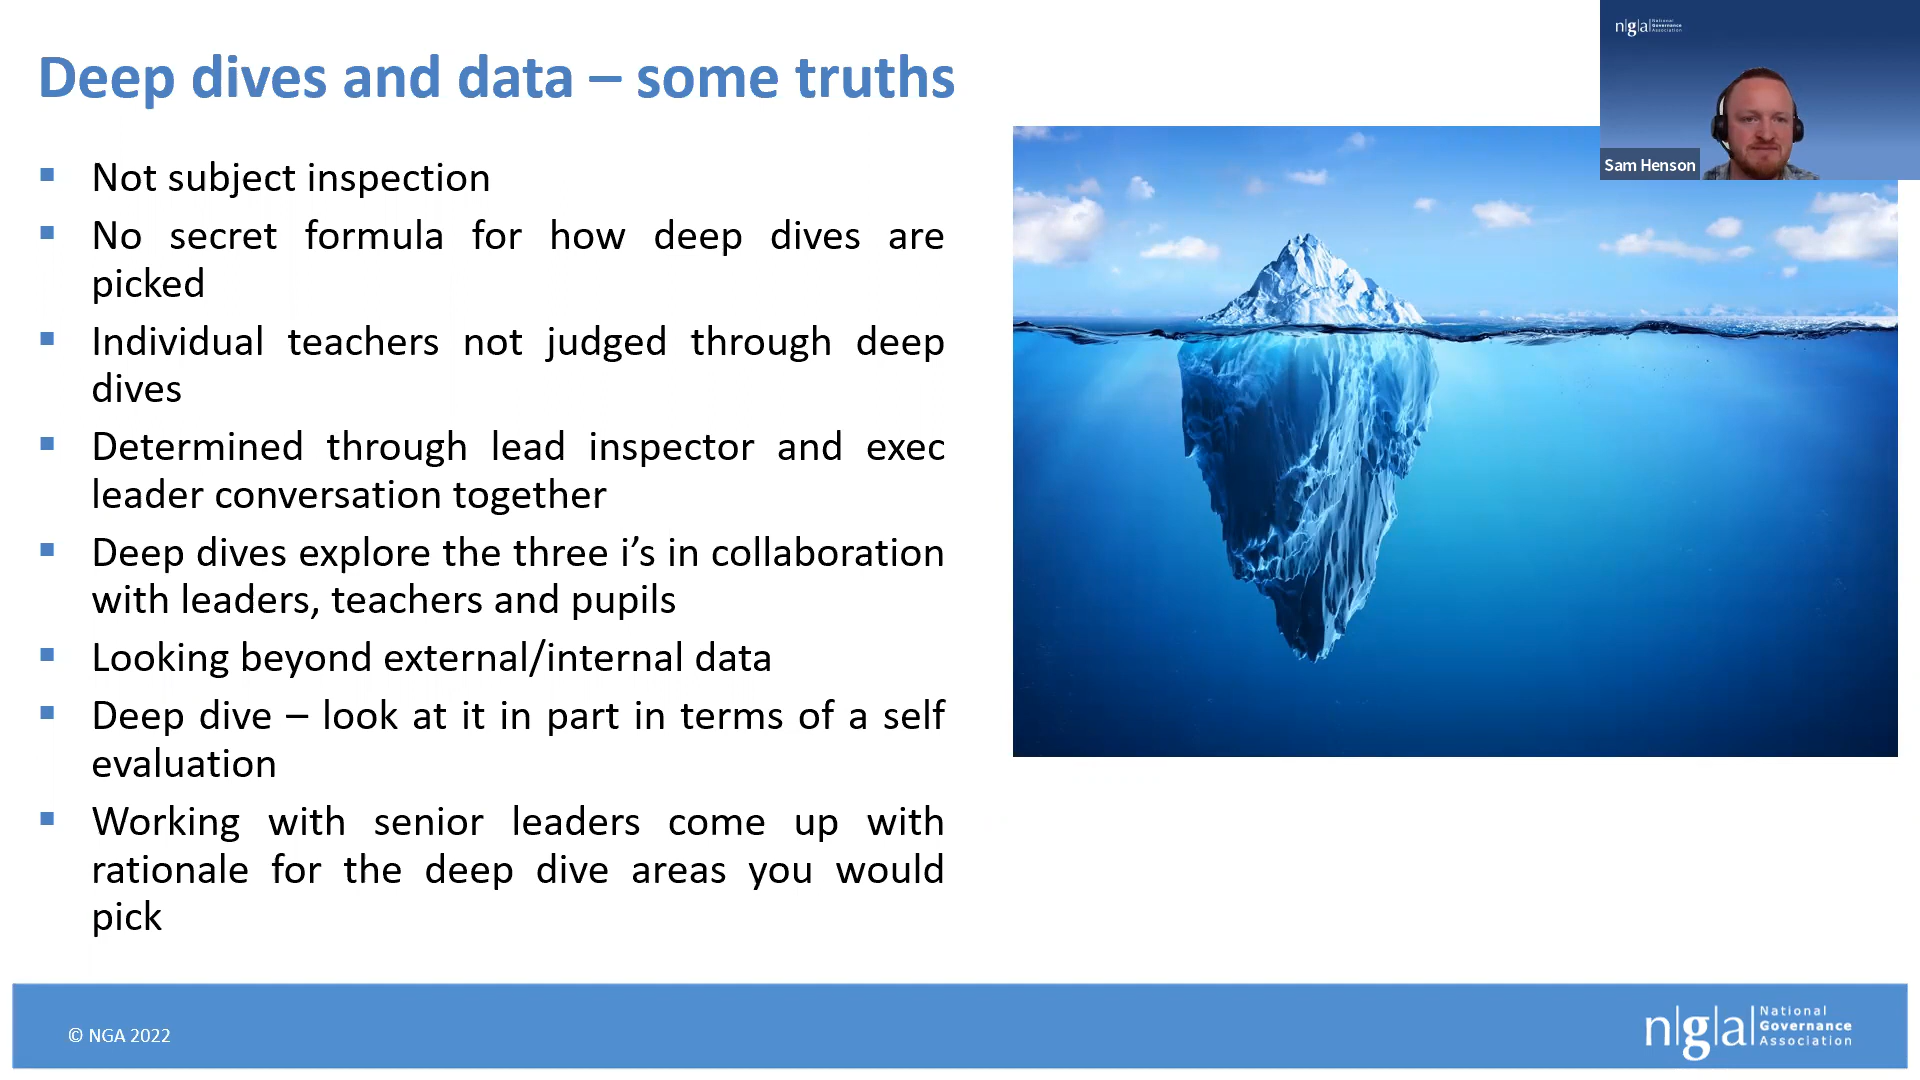 Deep dives and data – some truths
Not subject inspection
No secret formula for how deep dives are
picked
Individual teachers not judged through deep
dives
Determined through lead inspector and exec
leader conversation together
Deep dives explore the three i’s in collaboration
with leaders, teachers and pupils
Looking beyond external/internal data
Deep dive – look at it in part in terms of a self
evaluation
Working with senior leaders come up with
rationale for the deep dive areas you would
pick
n|g|a| National
Governance
Association
Sam Henson
© NGA 2022
n|g|a| National
Governance
Association